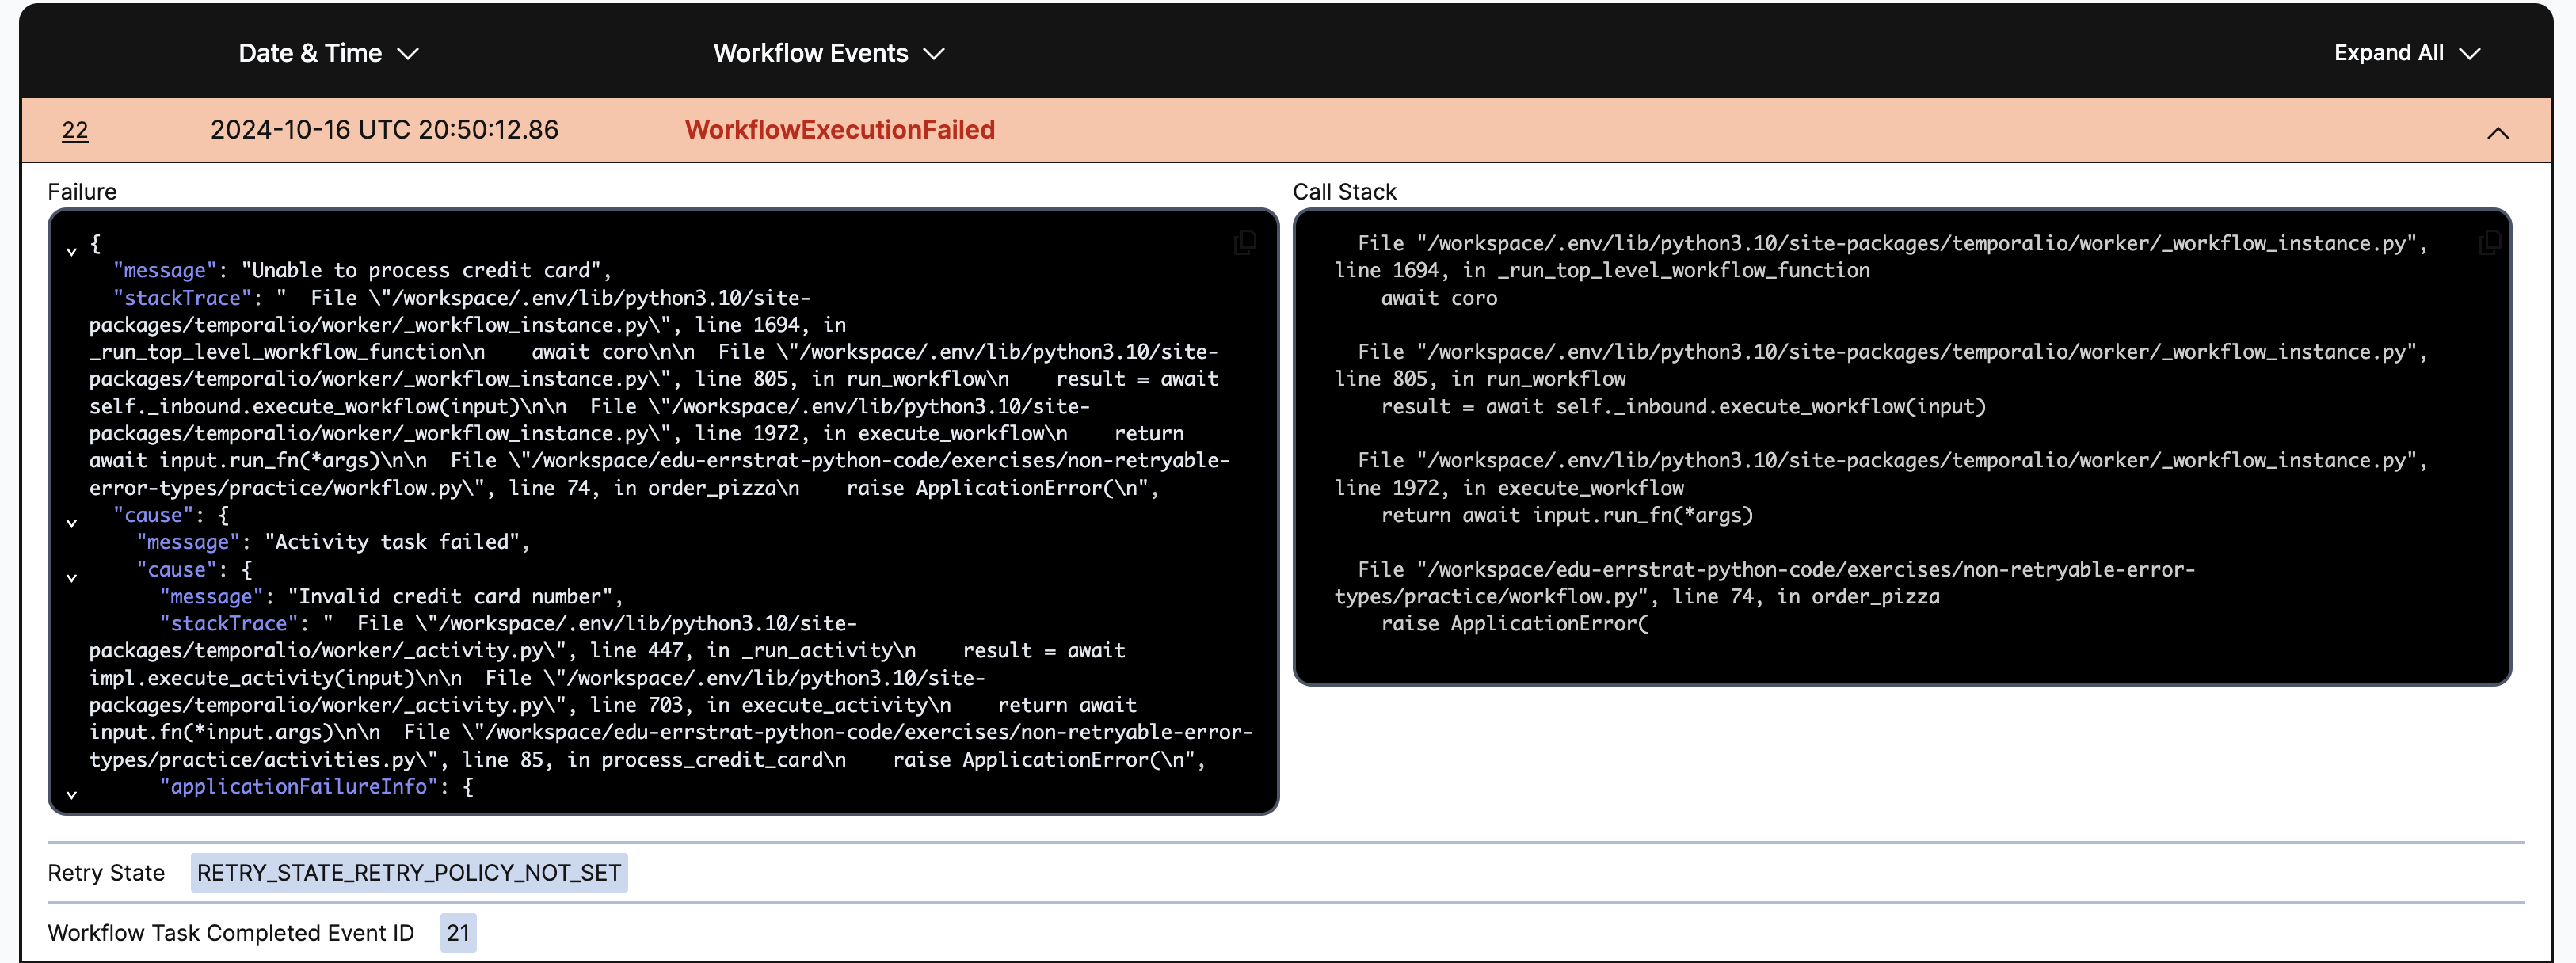 Date & Time Workflow Events Expand All
22 2024-10-16 UTC 20:50:12.86 WorkflowExecutionFailed
Failure
{
"message": "Unable to process credit card",
"stackTrace": "  File \"/workspace/.env/lib/python3.10/site-
packages/temporalio/worker/_workflow_instance.py\", line 1694, in
_run_top_level_workflow_function\n    await coro\n\n  File \"/workspace/.env/lib/python3.10/site-
packages/temporalio/worker/_workflow_instance.py\", line 805, in run_workflow\n    result = await
self._inbound.execute_workflow(input)\n\n  File \"/workspace/.env/lib/python3.10/site-
packages/temporalio/worker/_workflow_instance.py\", line 1972, in execute_workflow\n    return
await input.run_fn(*args)\n\n  File \"/workspace/edu-errstrat-python-code/exercises/non-retryable-
error-types/practice/workflow.py\", line 74, in order_pizza\n    raise ApplicationError(\n",
"cause": {
"message": "Activity task failed",
"cause": {
"message": "Invalid credit card number",
"stackTrace": "  File \"/workspace/.env/lib/python3.10/site-
packages/temporalio/worker/_activity.py\", line 447, in _run_activity\n    result = await
impl.execute_activity(input)\n\n  File \"/workspace/.env/lib/python3.10/site-
packages/temporalio/worker/_activity.py\", line 703, in execute_activity\n    return await
input.fn(*input.args)\n\n  File \"/workspace/edu-errstrat-python-code/exercises/non-retryable-error-
types/practice/activities.py\", line 85, in process_credit_card\n    raise ApplicationError(\n",
"applicationFailureInfo": {
Call Stack
File "/workspace/.env/lib/python3.10/site-packages/temporalio/worker/_workflow_instance.py",
line 1694, in _run_top_level_workflow_function
await coro
File "/workspace/.env/lib/python3.10/site-packages/temporalio/worker/_workflow_instance.py",
line 805, in run_workflow
result = await self._inbound.execute_workflow(input)
File "/workspace/.env/lib/python3.10/site-packages/temporalio/worker/_workflow_instance.py",
line 1972, in execute_workflow
return await input.run_fn(*args)
File "/workspace/edu-errstrat-python-code/exercises/non-retryable-error-
types/practice/workflow.py", line 74, in order_pizza
raise ApplicationError(
Retry State RETRY_STATE_RETRY_POLICY_NOT_SET
Workflow Task Completed Event ID 21